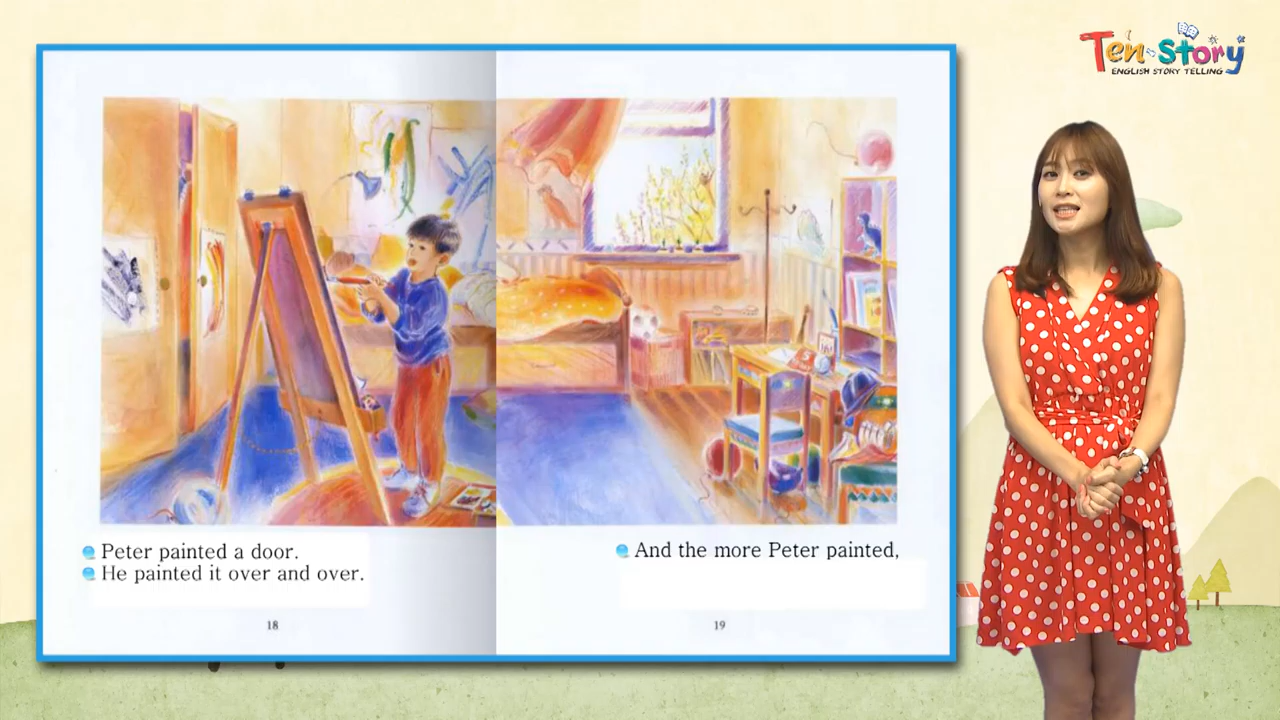 Ten Story
ENGLISH STORY TELLING
Peter painted a door.
He painted it over and over.
And the more Peter painted,
18
19